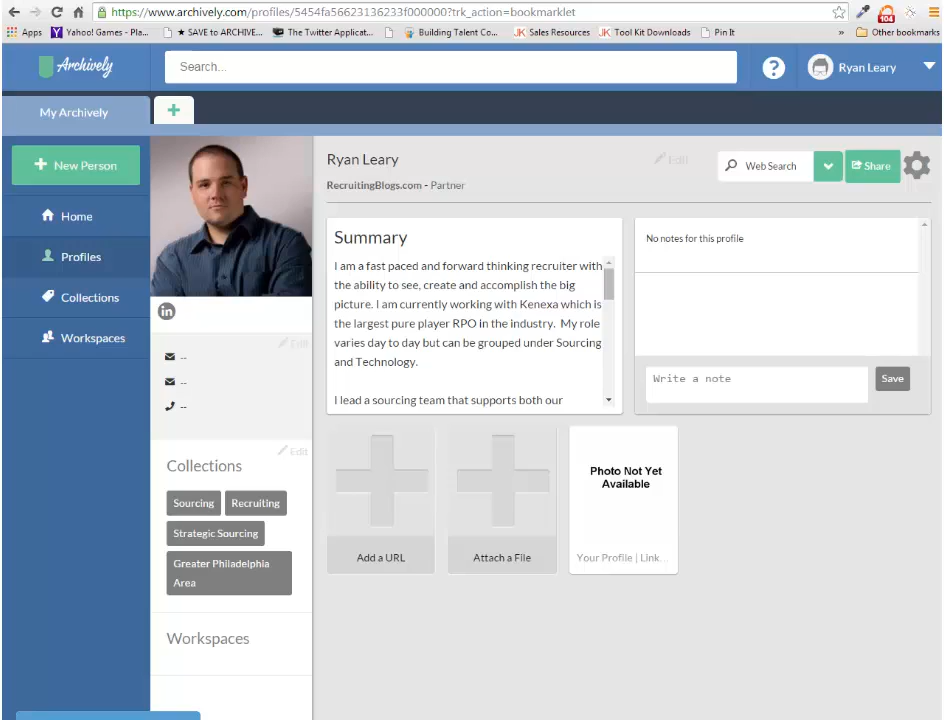 https://www.archively.com/profiles/5454fa56623136233f000000?trk_action=bookmarklet
104
Apps Yahoo! Games - Pla... ★ SAVE to ARCHIVE... The Twitter Applicat... Building Talent Co... JK Sales Resources JK Tool Kit Downloads Pin It » Other bookmarks
Archively Search... ? Ryan Leary
My Archively +
+ New Person
Home
Profiles
Collections
Workspaces
in
Edit
--
--
--
Edit
Collections
Sourcing Recruiting
Strategic Sourcing
Greater Philadelphia
Area
Workspaces
Ryan Leary Edit Web Search Share
RecruitingBlogs.com - Partner
Summary
I am a fast paced and forward thinking recruiter with
the ability to see, create and accomplish the big
picture. I am currently working with Kenexa which is
the largest pure player RPO in the industry. My role
varies day to day but can be grouped under Sourcing
and Technology.
I lead a sourcing team that supports both our
No notes for this profile
Write a note Save
Add a URL
Attach a File
Photo Not Yet
Available
Your Profile | Link...